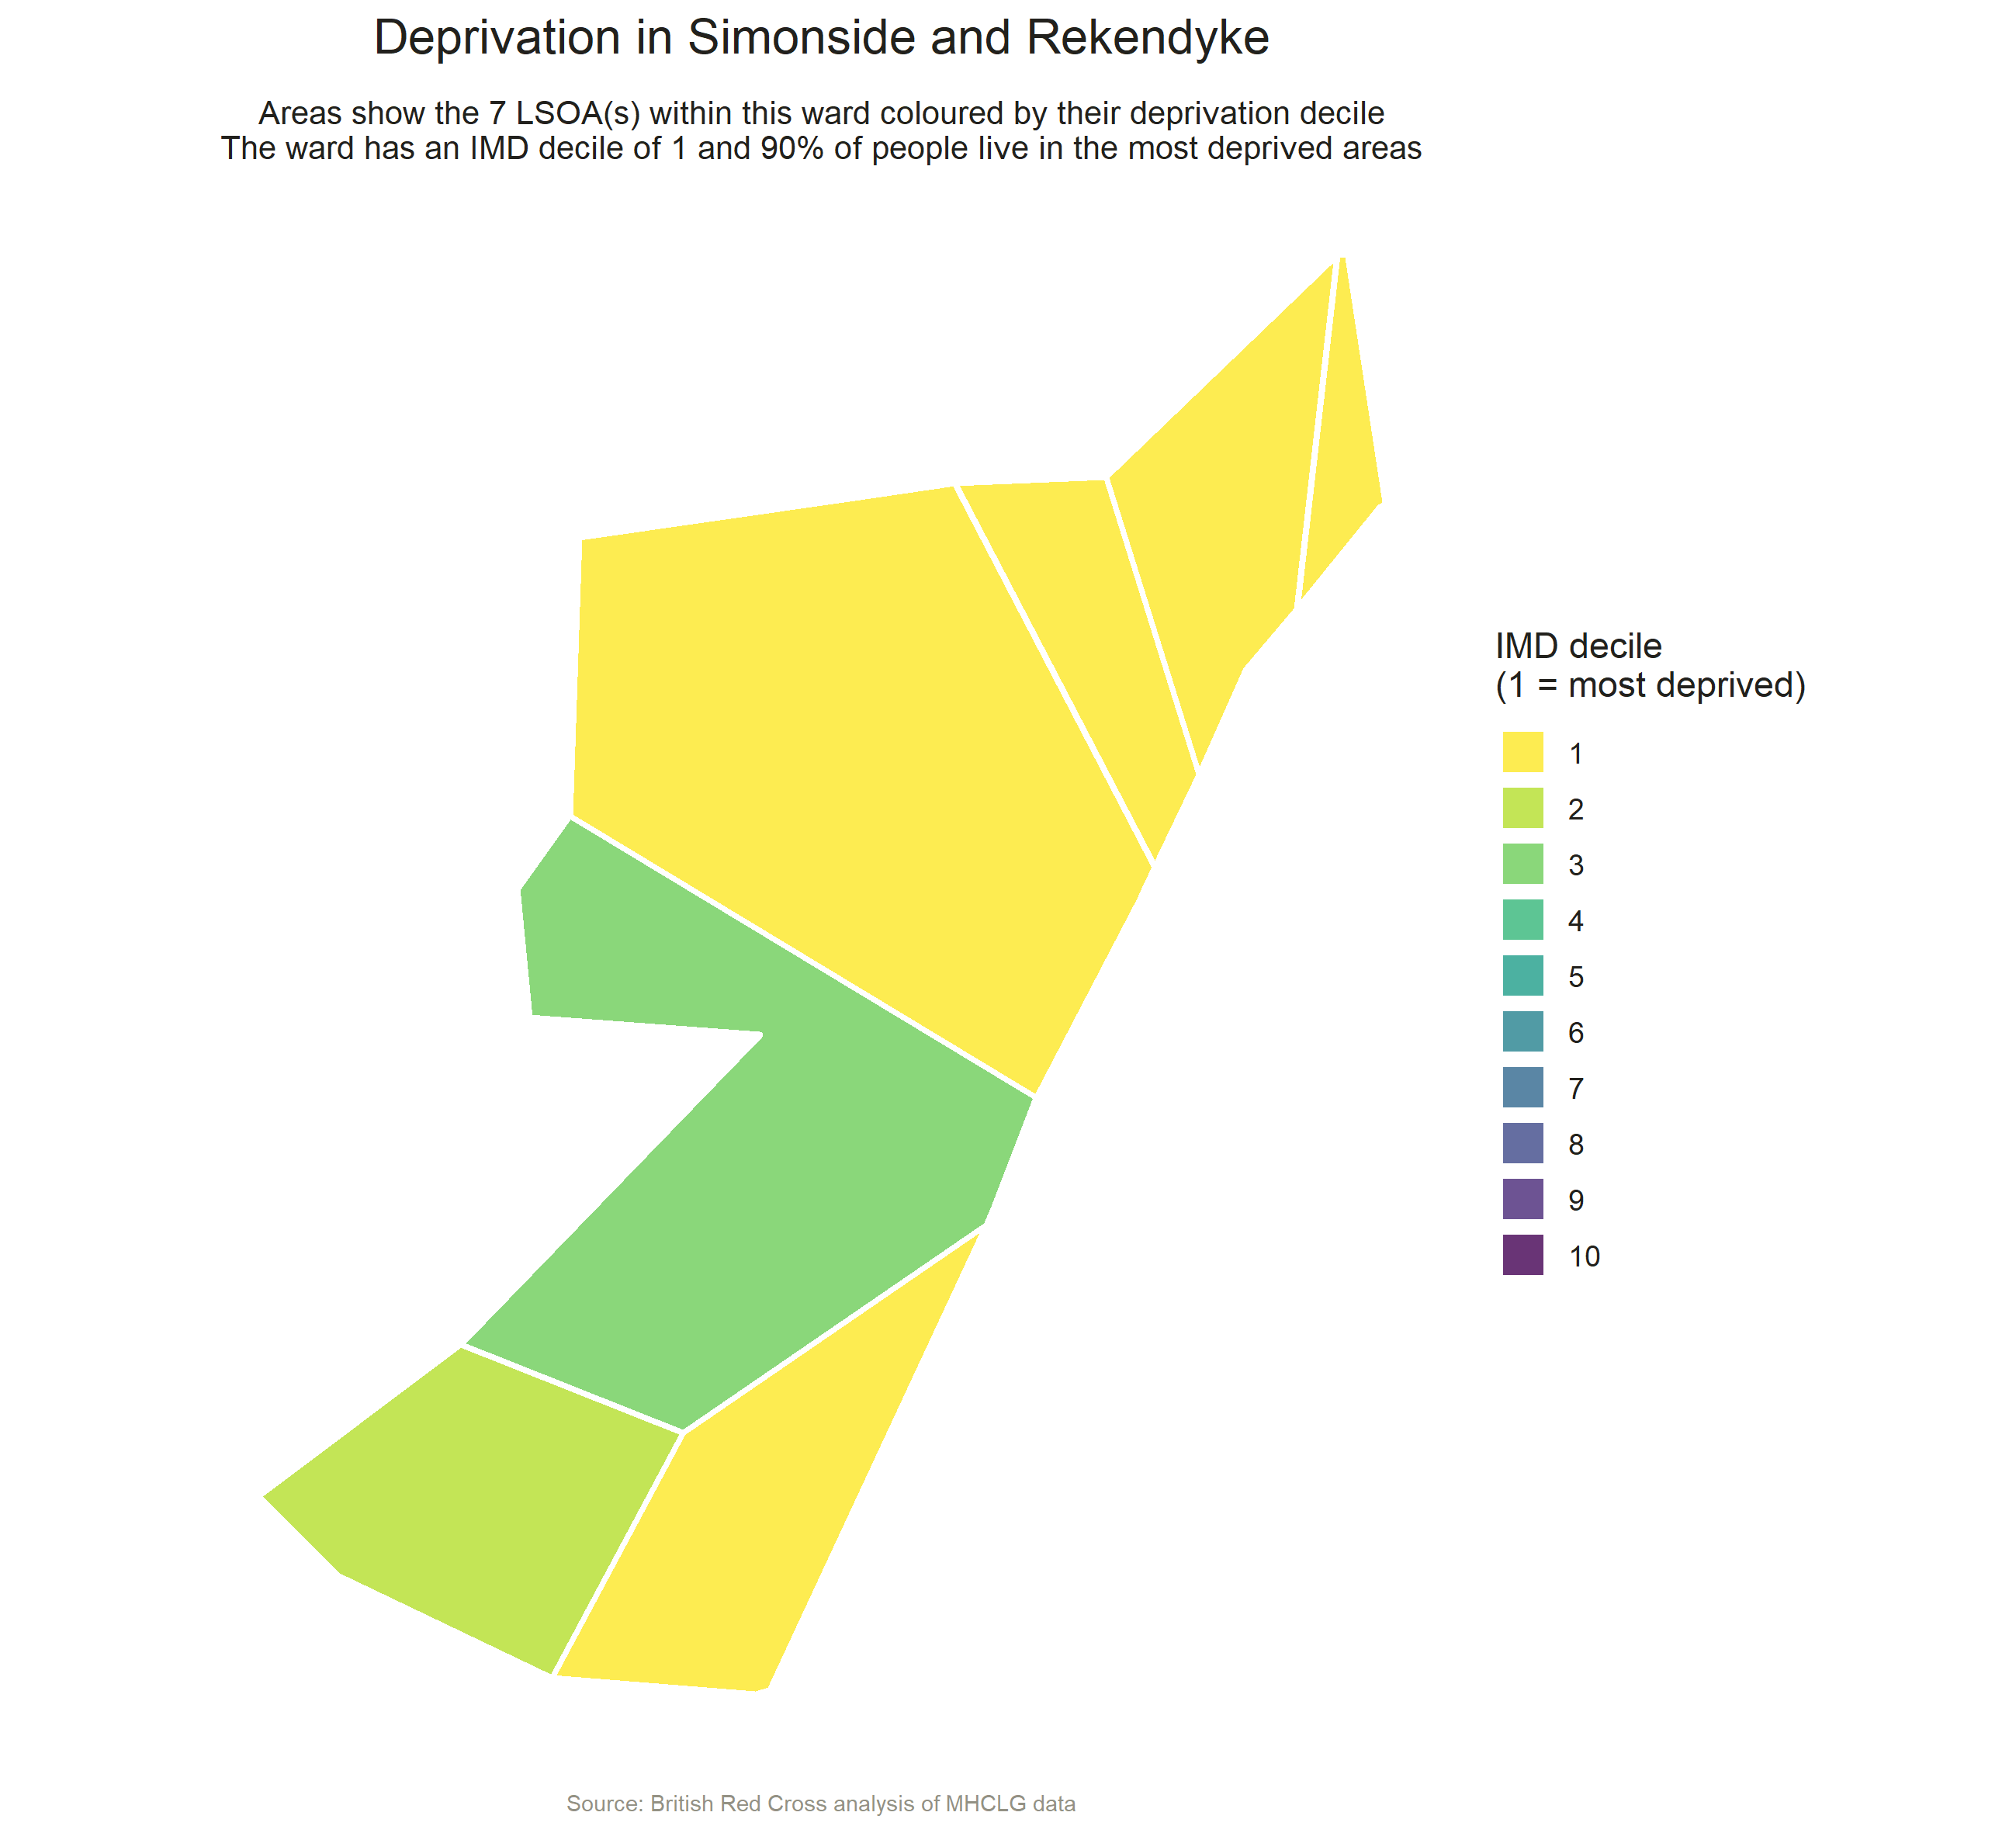 Deprivation in Simonside and Rekendyke
Areas show the 7 LSOA(s) within this ward coloured by their deprivation decile
The ward has an IMD decile of 1 and 90% of people live in the most deprived areas
IMD decile
(1 = most deprived)
1
2
3
4
5
6
7
8
9
10
Source: British Red Cross analysis of MHCLG data